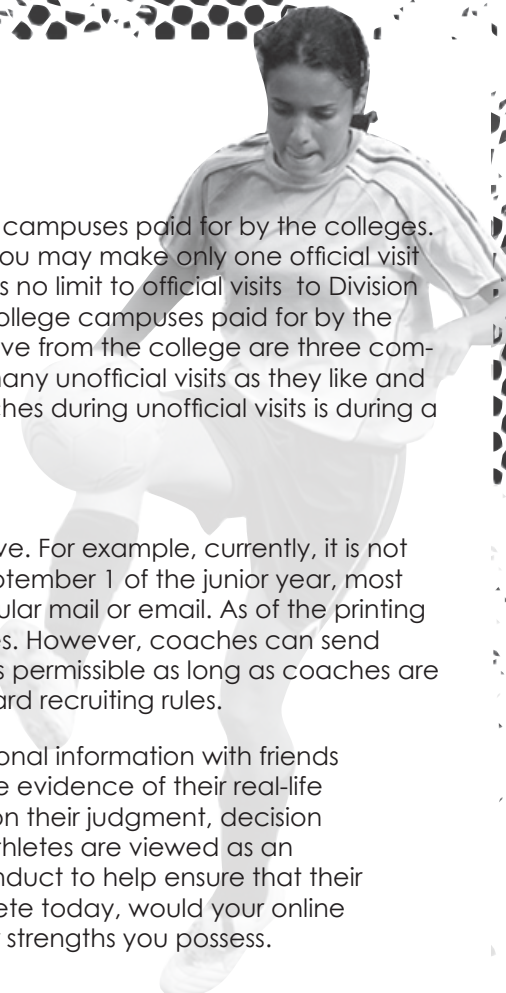 campuses paid for by the colleges.
ou may make only one official visit
s no limit to official visits to Division
ollege campuses paid for by the
ve from the college are three com-
nany unofficial visits as they like and
ches during unofficial visits is during a
ve. For example, currently, it is not
ptember 1 of the junior year, most
ular mail or email. As of the printing
es. However, coaches can send
s permissible as long as coaches are
ard recruiting rules.
onal information with friends
e evidence of their real-life
on their judgment, decision
thletes are viewed as an
nduct to help ensure that their
ete today, would your online
r strengths you possess.